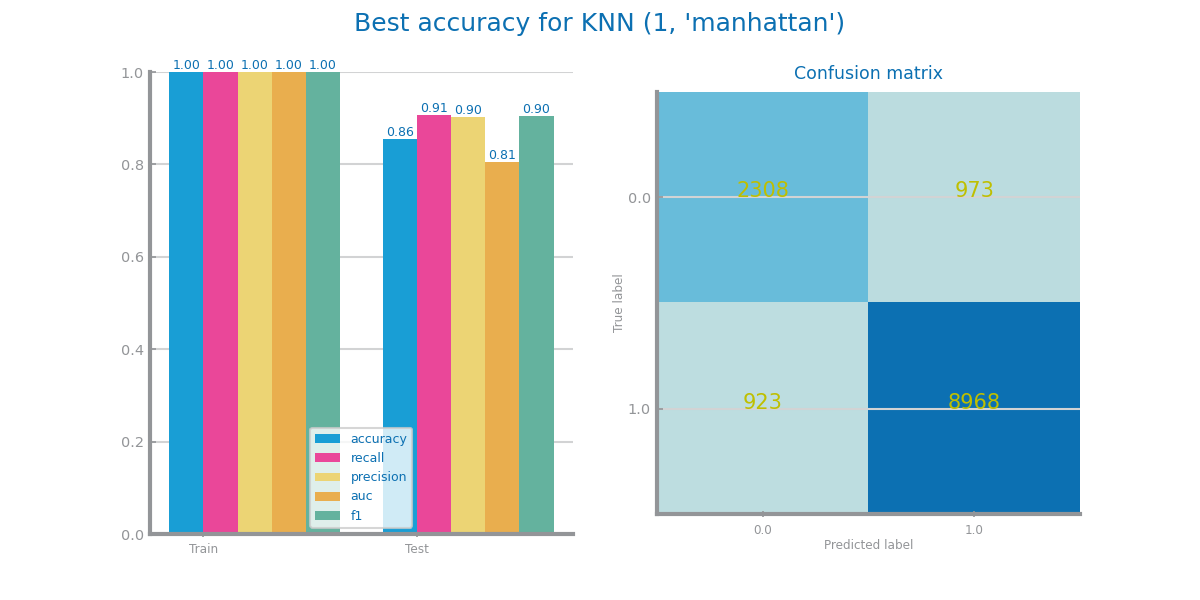 Best accuracy for KNN (1, 'manhattan')
1.00 1.00 1.00 1.00 1.00
0.86 0.91 0.90 0.81 0.90
1.0
0.8
0.6
0.4
0.2
0.0
accuracy
recall
precision
auc
f1
Train Test
Confusion matrix
True label
0.0
1.0
2308 973
923 8968
0.0 1.0
Predicted label